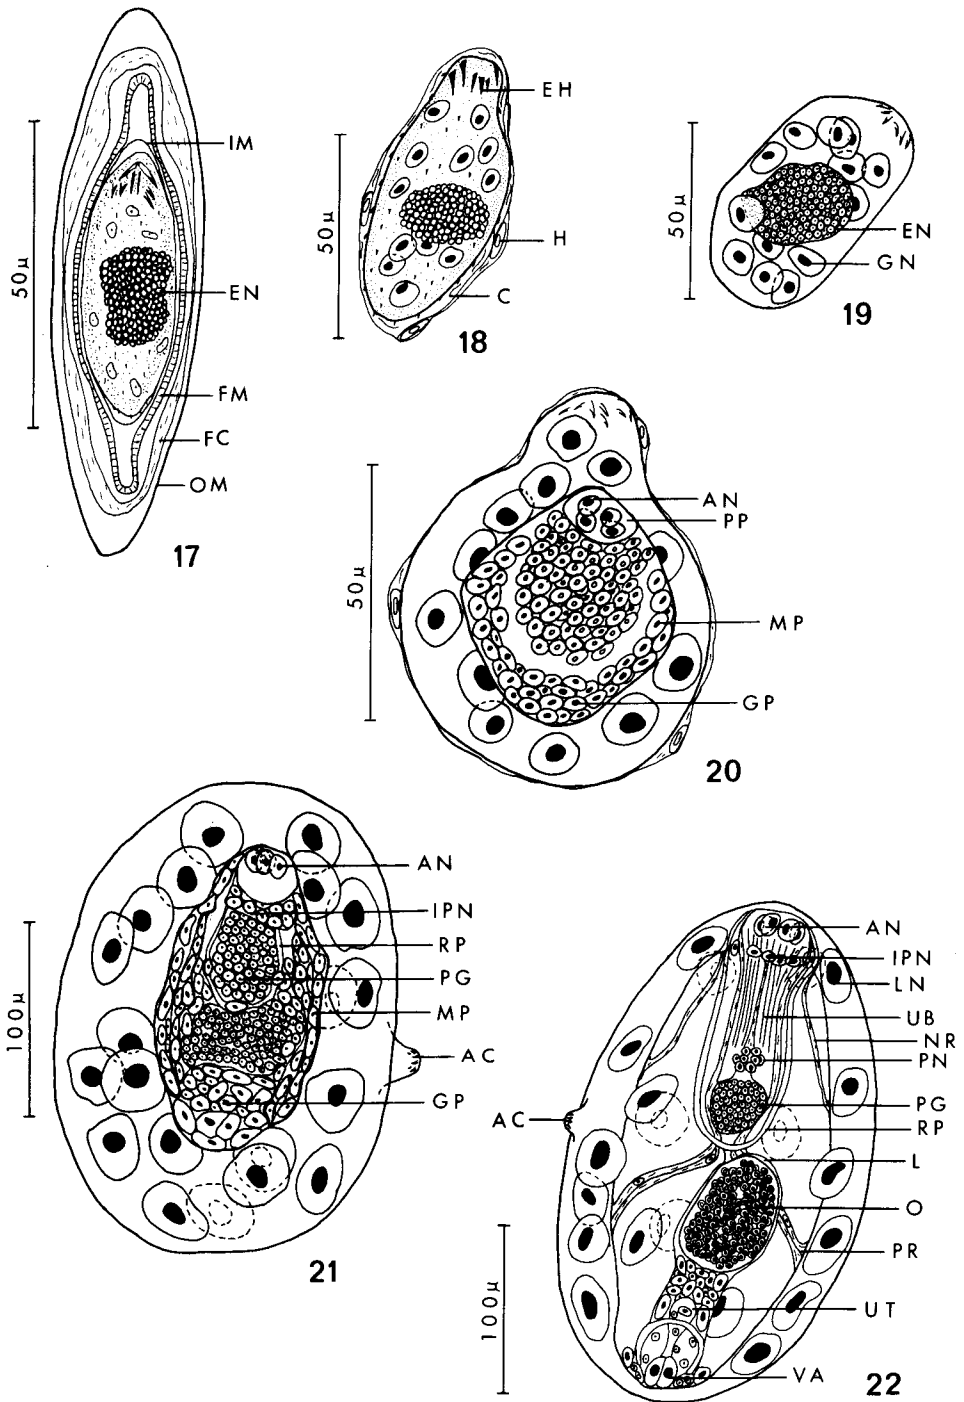 IM
EN
FM
FC
OM
50μ
17
EH
H
C
50μ
18
EN
GN
50μ
19
AN
PP
MP
GP
50μ
20
AN
IPN
RP
PG
MP
AC
GP
100μ
21
AN
IPN
LN
UB
NR
PN
PG
RP
L
O
PR
UT
VA
AC
100μ
22